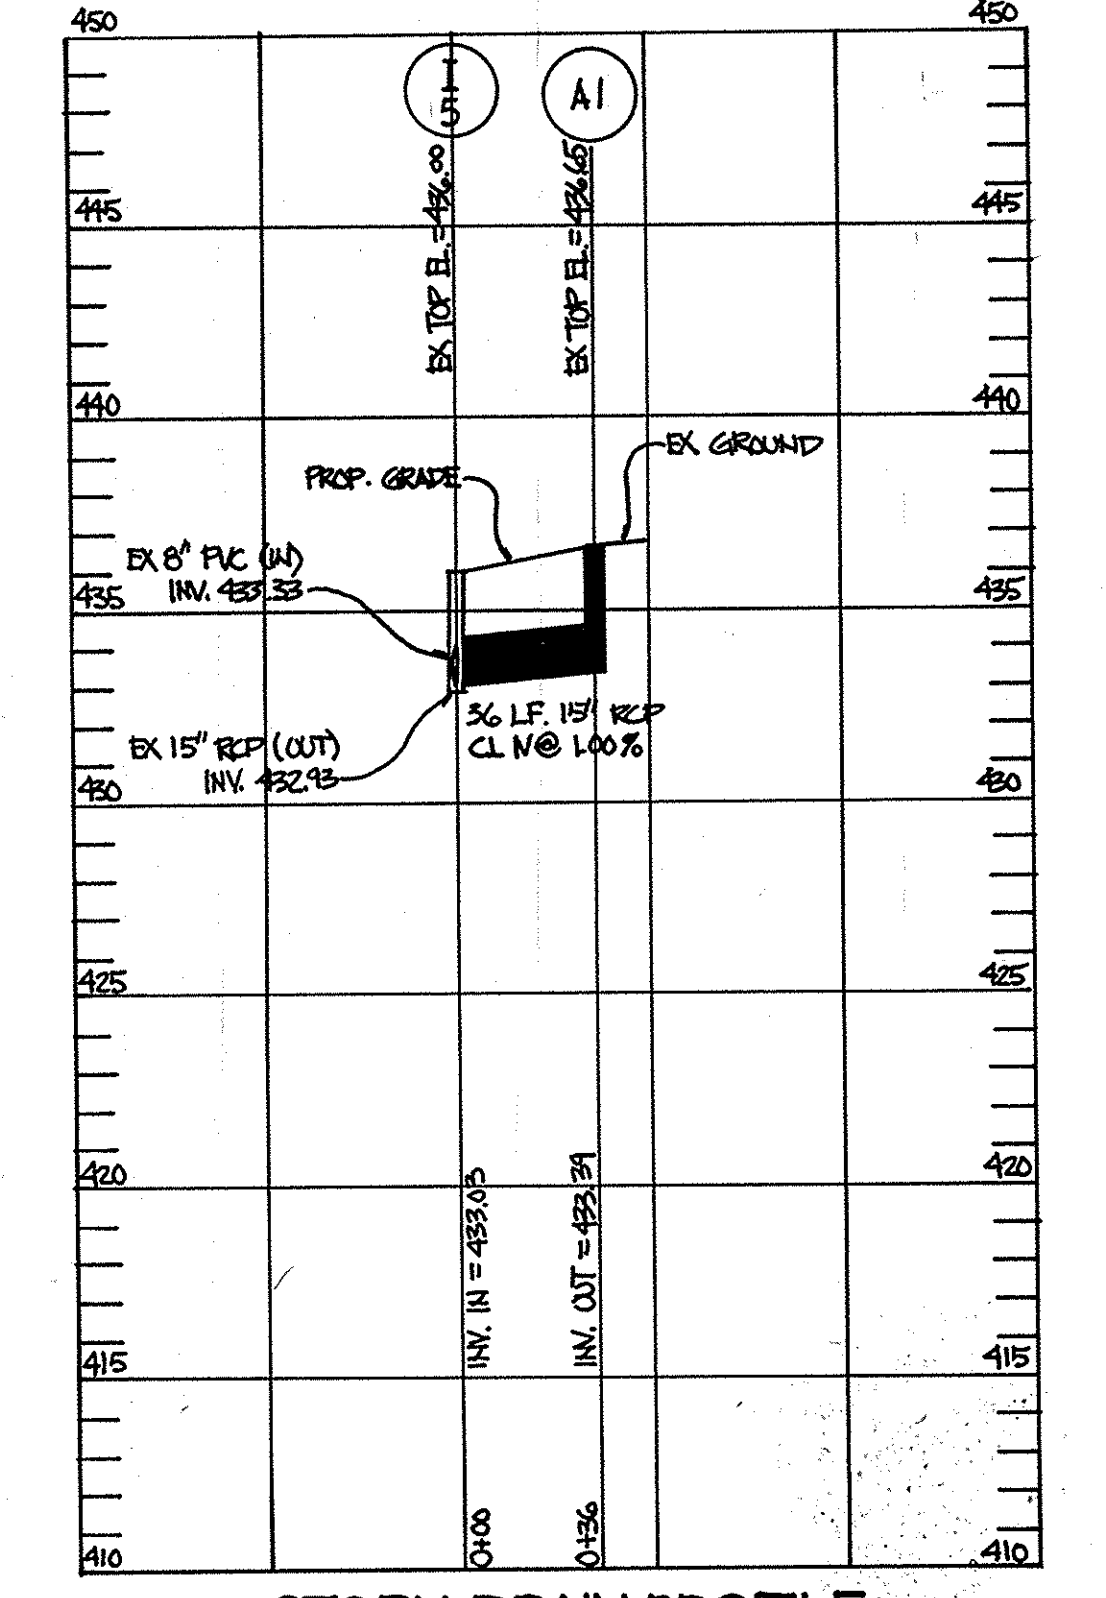 450
450
A1
EX TOP EL.=436.00
EX TOP EL.=436.65
445
445
440
440
EX GROUND
PROP. GRADE
EX 8" PVC (IN)
INV. 433.33
435
435
36 LF. 15" RCP
CL IV @ 1.00%
EX 15" RCP (OUT)
INV. 432.93
430
430
425
425
420
420
INV. IN = 433.03
INV. OUT = 433.39
415
415
0+00
0+36
410
410